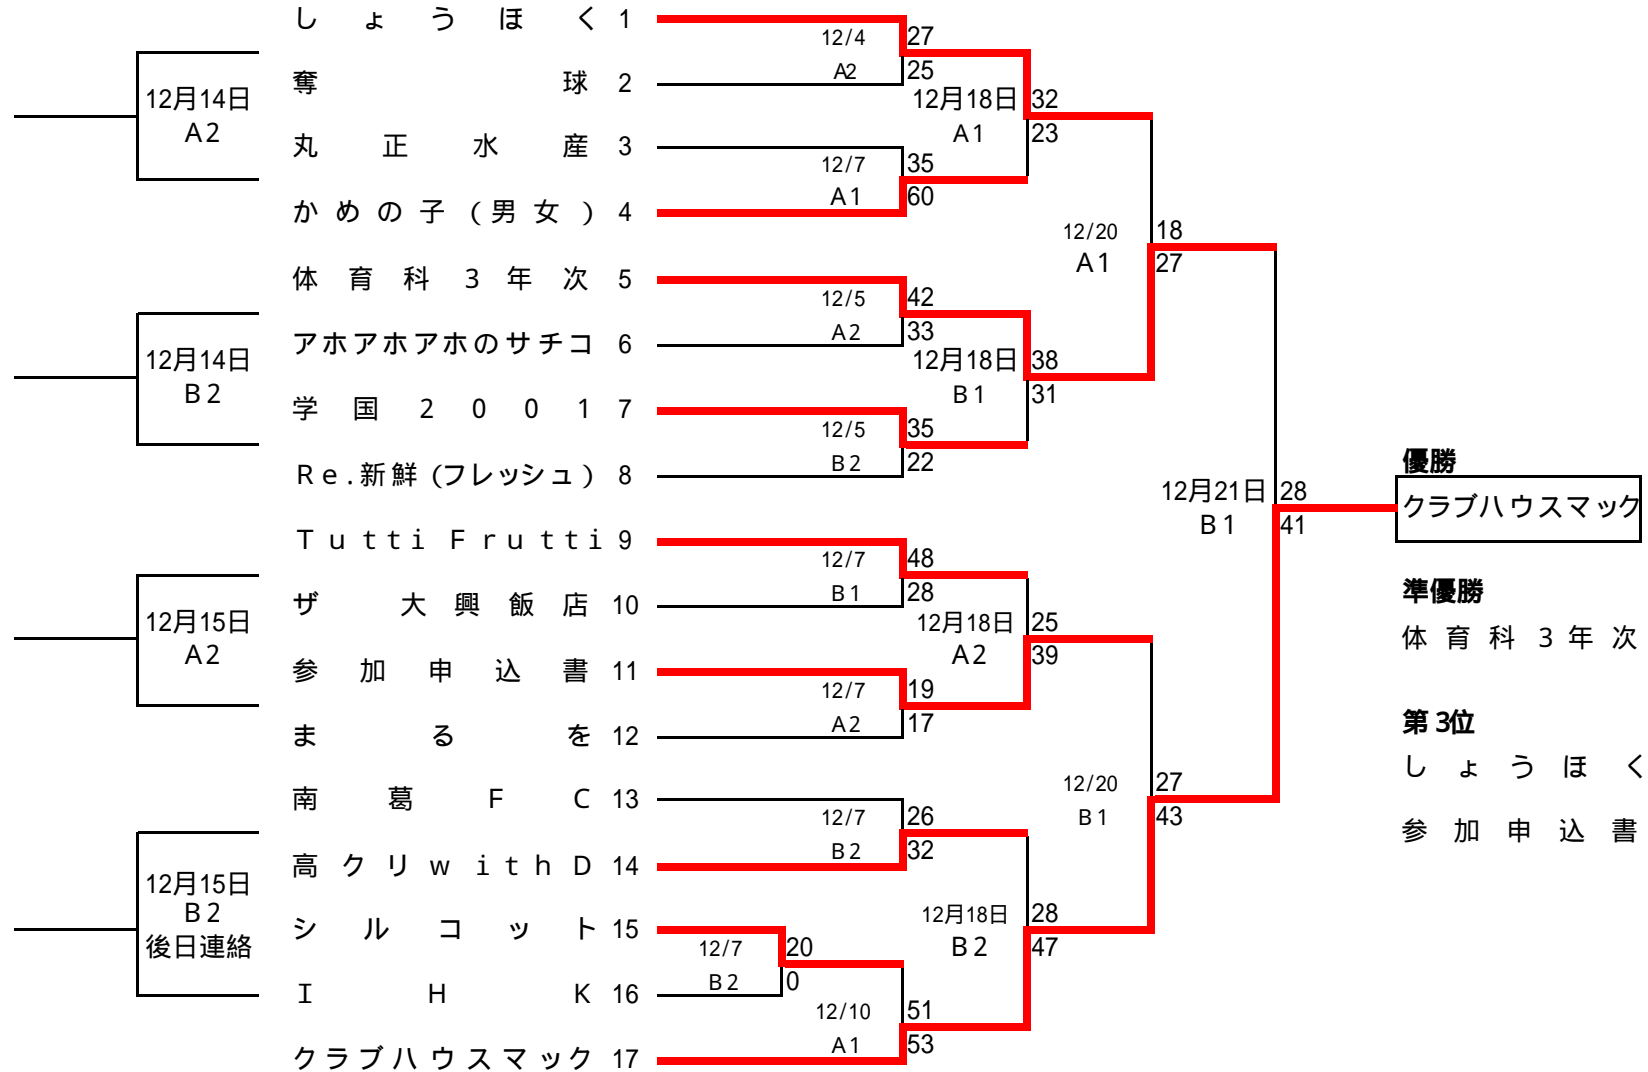 しょうほく 1
12/4 27
A2 25
奪球 2
12月14日
A2
12月18日 32
A1 23
丸正水産 3
12/7 35
A1 60
かめの子(男女) 4
12/20 18
A1 27
体育科3年次 5
12/5 42
A2 33
アホアホアホのサチコ 6
12月14日
B2
12月18日 38
B1 31
学国2001 7
12/5 35
B2 22
Re.新鮮(フレッシュ) 8
12月21日 28
B1 41
優勝
クラブハウスマック
Tutti Frutti 9
12/7 48
B1 28
ザ 大興飯店 10
12月15日
A2
12月18日 25
A2 39
準優勝
体育科3年次
参加申込書 11
12/7 19
A2 17
まるを 12
第3位
しょうほく
参加申込書
12/20 27
B1 43
南葛FC 13
12/7 26
B2 32
高クリwithD 14
12月15日
B2
後日連絡
12月18日 28
B2 47
シルコット 15
12/7 20
B2 0
IHK 16
12/10 51
A1 53
クラブハウスマック 17